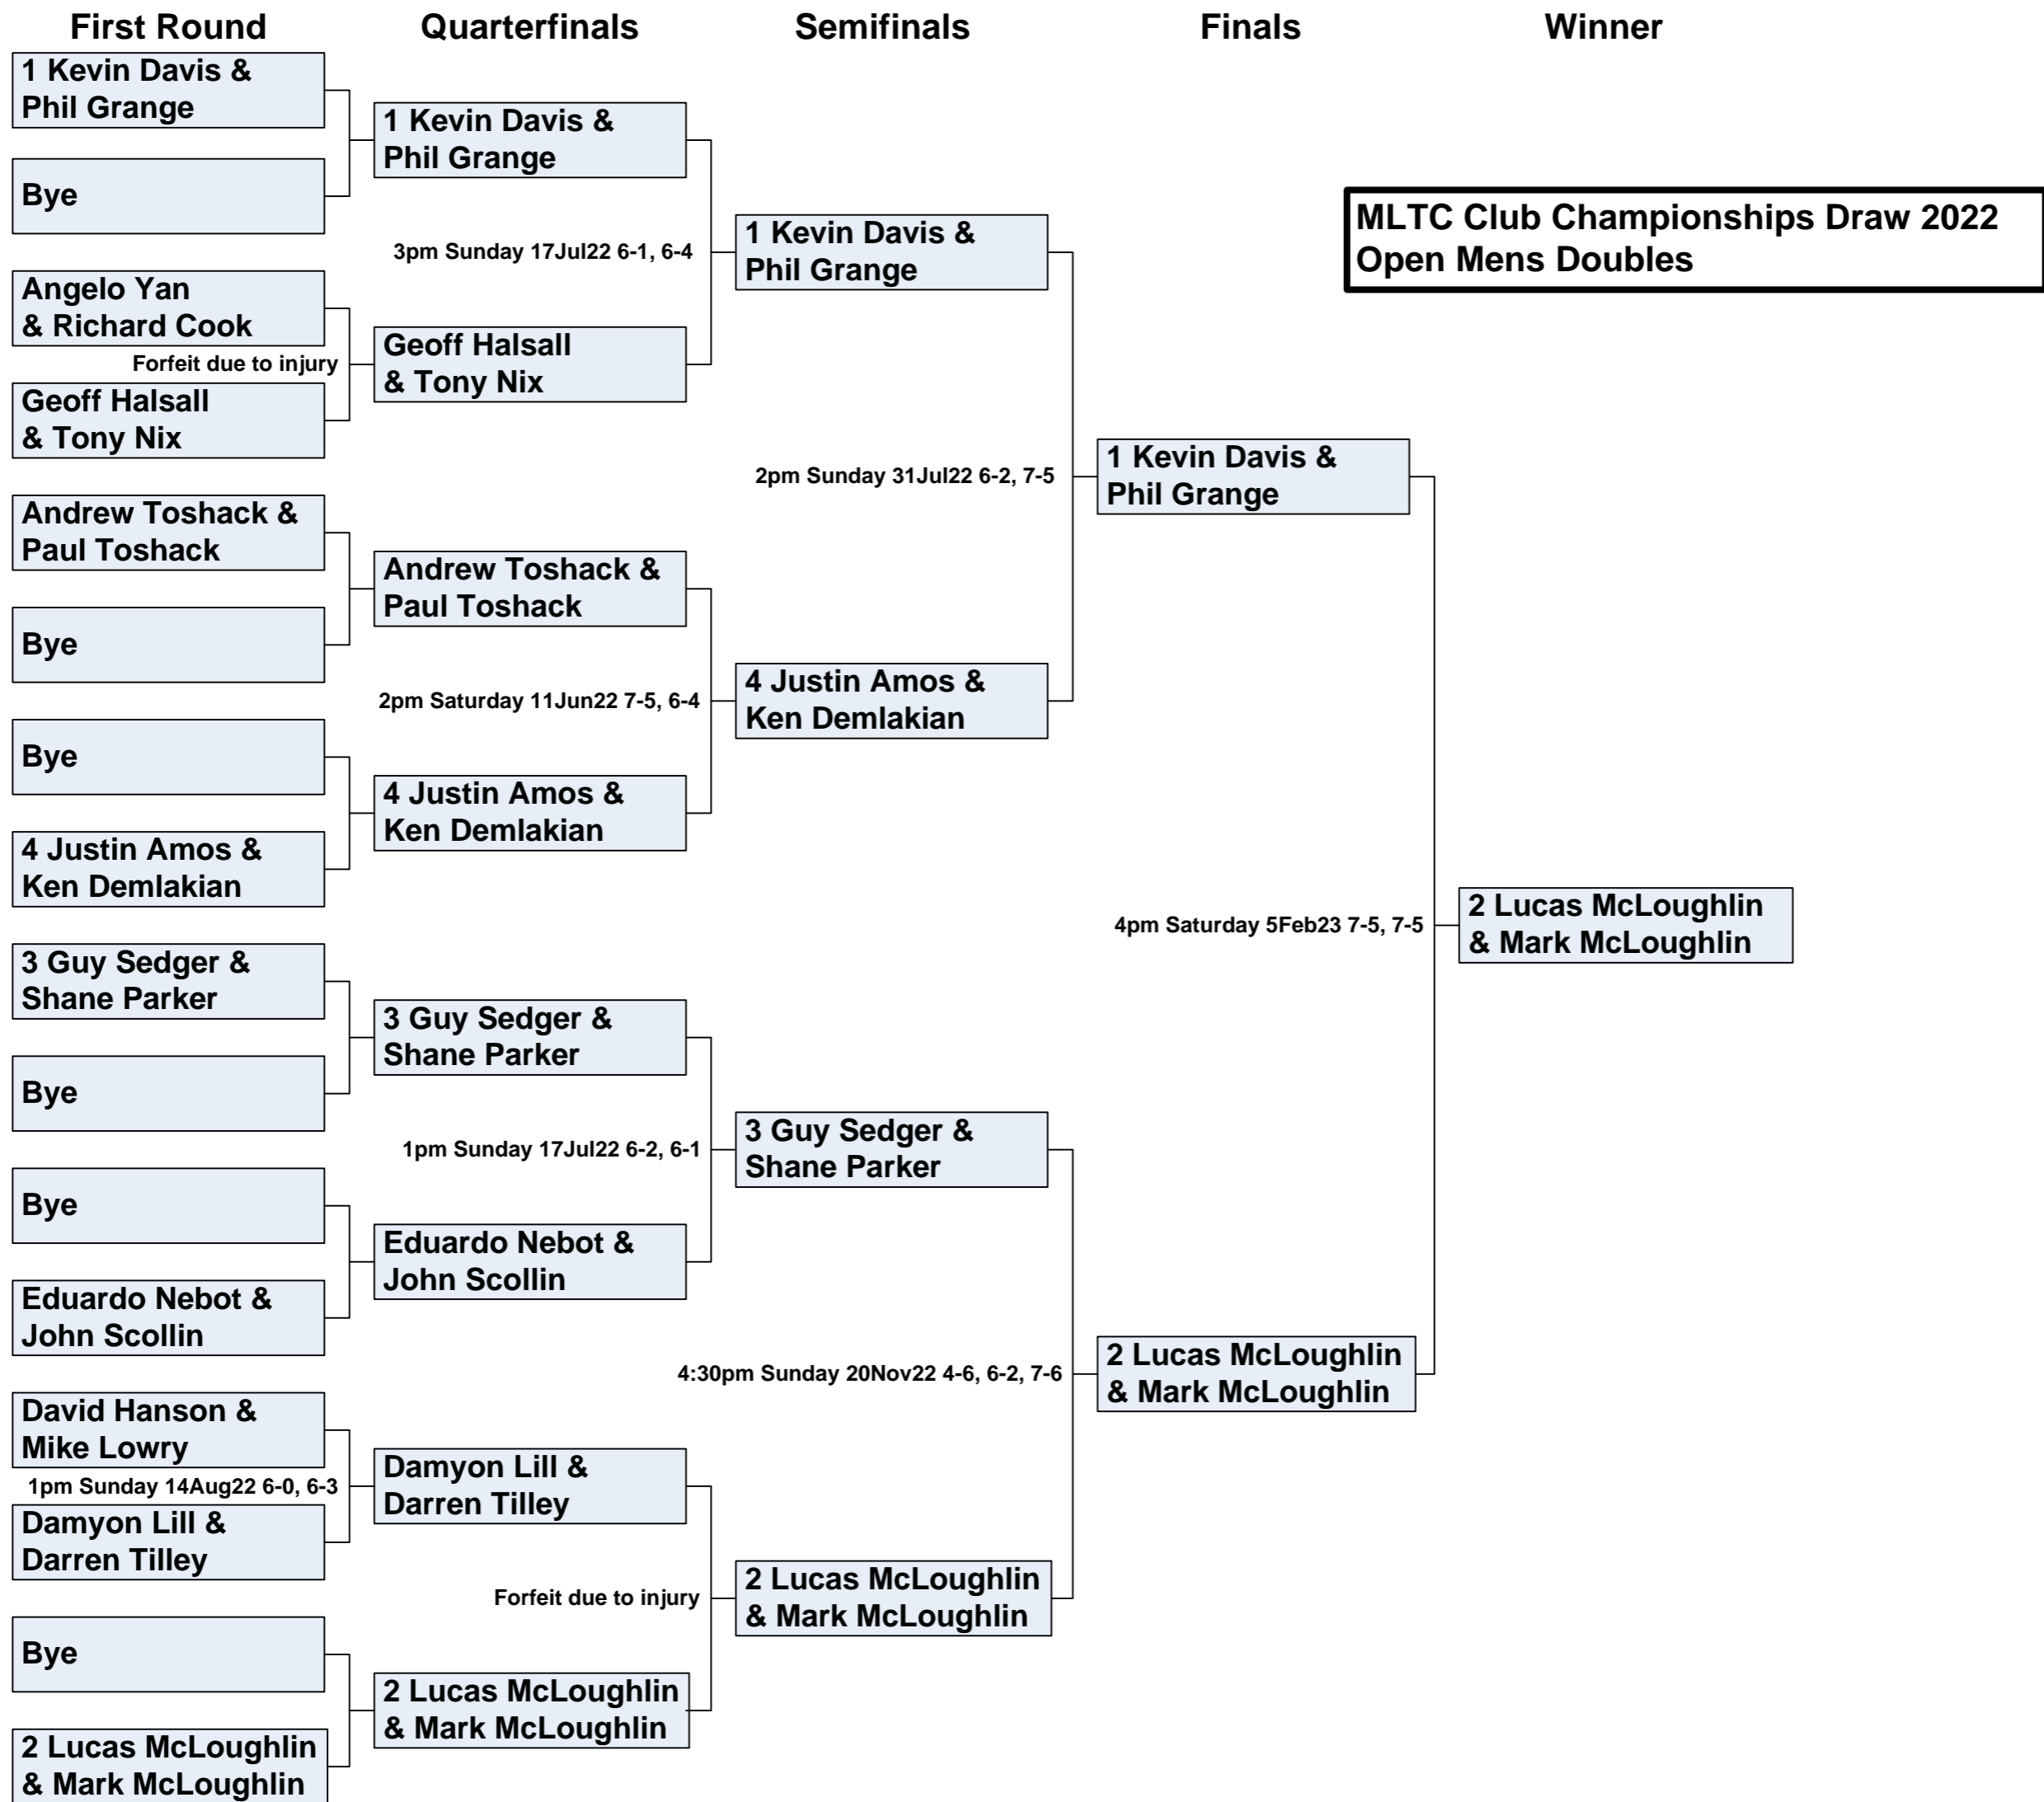 First Round
Quarterfinals
Semifinals
Finals
Winner
1 Kevin Davis &
Phil Grange
Bye
Angelo Yan
& Richard Cook
Forfeit due to injury
Geoff Halsall
& Tony Nix
Andrew Toshack &
Paul Toshack
Bye
Bye
4 Justin Amos &
Ken Demlakian
3 Guy Sedger &
Shane Parker
Bye
Bye
Eduardo Nebot &
John Scollin
David Hanson &
Mike Lowry
1pm Sunday 14Aug22 6-0, 6-3
Damyon Lill &
Darren Tilley
Bye
2 Lucas McLoughlin
& Mark McLoughlin
1 Kevin Davis &
Phil Grange
3pm Sunday 17Jul22 6-1, 6-4
Geoff Halsall
& Tony Nix
Andrew Toshack &
Paul Toshack
2pm Saturday 11Jun22 7-5, 6-4
4 Justin Amos &
Ken Demlakian
3 Guy Sedger &
Shane Parker
1pm Sunday 17Jul22 6-2, 6-1
Eduardo Nebot &
John Scollin
Damyon Lill &
Darren Tilley
Forfeit due to injury
2 Lucas McLoughlin
& Mark McLoughlin
1 Kevin Davis &
Phil Grange
2pm Sunday 31Jul22 6-2, 7-5
4 Justin Amos &
Ken Demlakian
3 Guy Sedger &
Shane Parker
4:30pm Sunday 20Nov22 4-6, 6-2, 7-6
2 Lucas McLoughlin
& Mark McLoughlin
1 Kevin Davis &
Phil Grange
4pm Saturday 5Feb23 7-5, 7-5
2 Lucas McLoughlin
& Mark McLoughlin
2 Lucas McLoughlin
& Mark McLoughlin
MLTC Club Championships Draw 2022
Open Mens Doubles